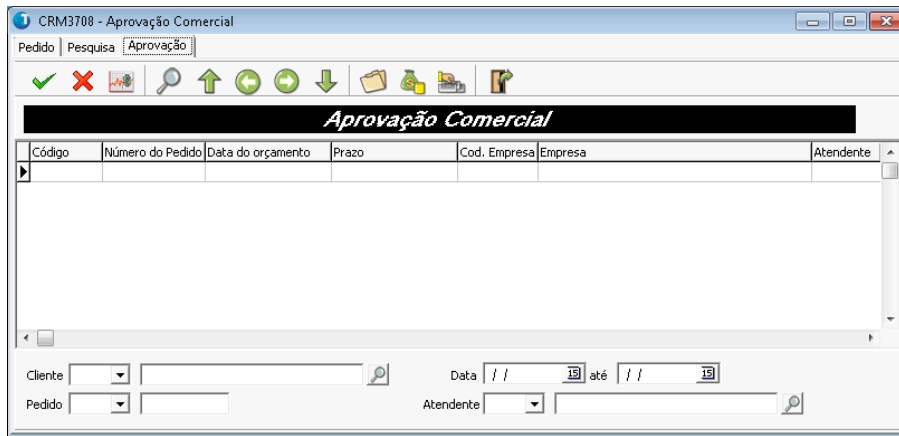 CRM3708 - Aprovação Comercial
Pedido Pesquisa Aprovação
Aprovação Comercial
Código Número do Pedido Data do orçamento Prazo Cod. Empresa Empresa Atendente
Cliente Data / / 15 até / / 15
Pedido Atendente